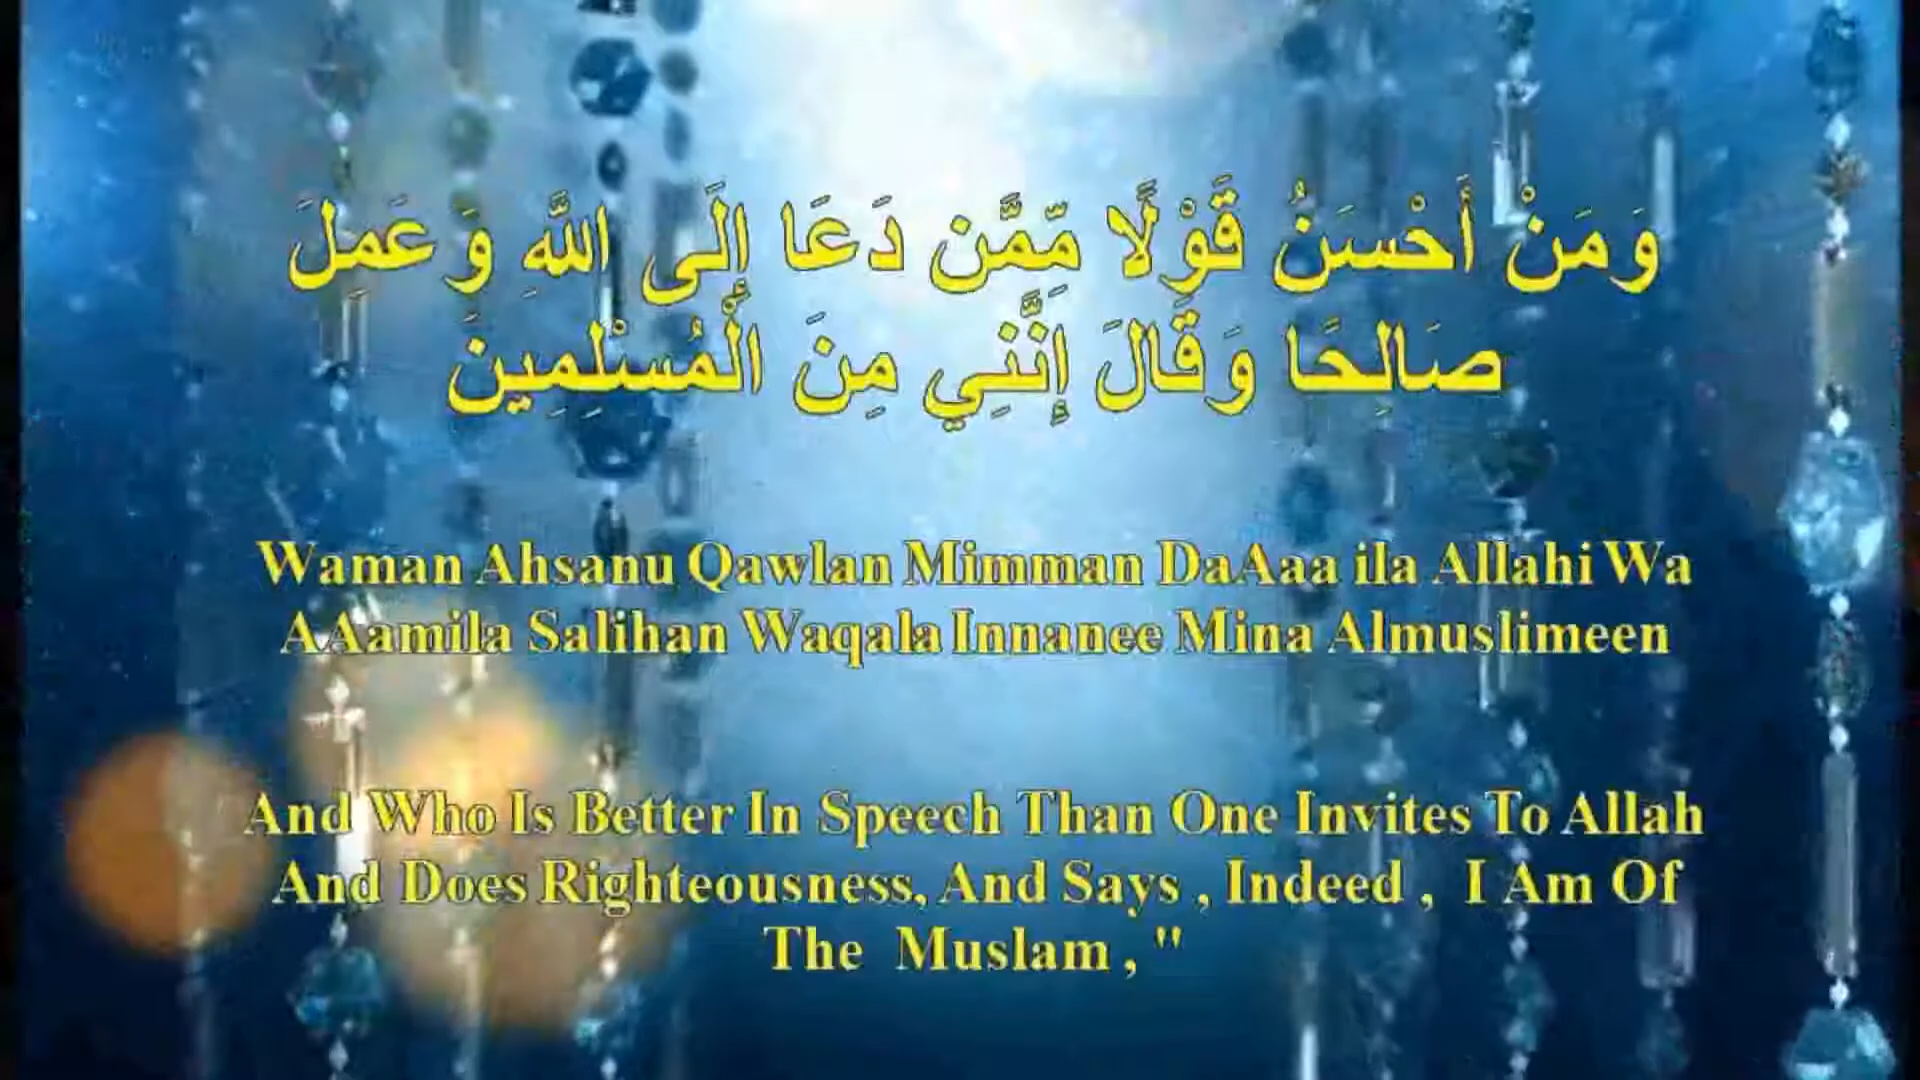 وَمَنْ أَحْسَنُ قَوْلًا مِّمَّن دَعَا إِلَى اللَّهِ وَعَمِلَ
صَالِحًا وَقَالَ إِنَّنِي مِنَ الْمُسْلِمِينَ
Waman Ahsanu Qawlan Mimman DaAaa ila Allahi Wa
AAamila Salihan Waqala Innanee Mina Almuslimeen
And Who Is Better In Speech Than One Invites To Allah
And Does Righteousness, And Says , Indeed , I Am Of
The Muslam , "